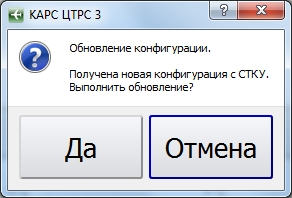 КАРС ЦТРС 3
Обновление конфигурации.
Получена новая конфигурация с СТКУ.
Выполнить обновление?
Да
Отмена